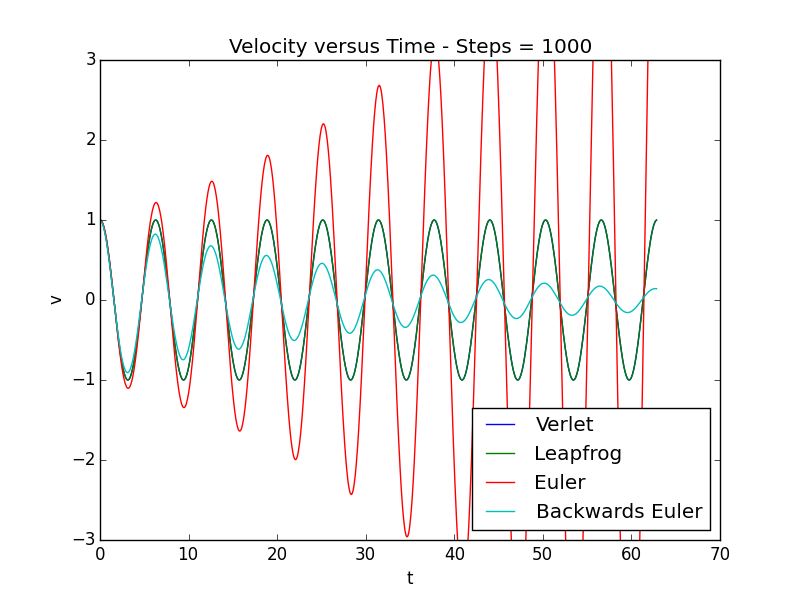 Velocity versus Time - Steps = 1000
3
2
1
0
−1
−2
−3
v
Verlet
Leapfrog
Euler
Backwards Euler
0 10 20 30 40 50 60 70
t